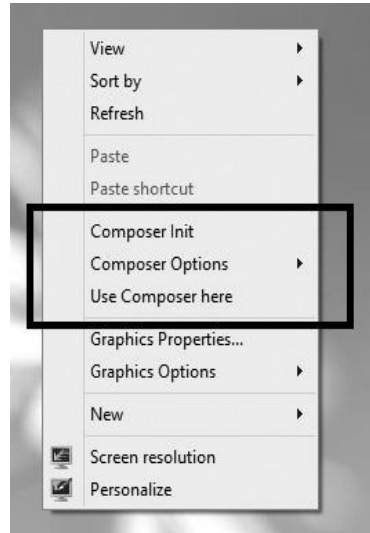 View
Sort by
Refresh
Paste
Paste shortcut
Composer Init
Composer Options
Use Composer here
Graphics Properties...
Graphics Options
New
Screen resolution
Personalize